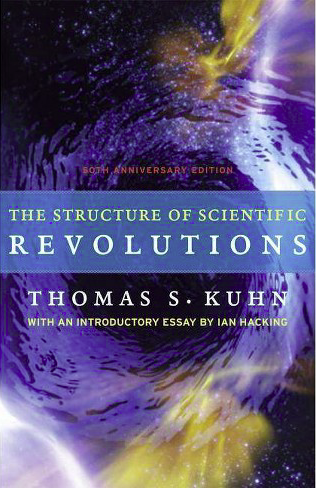 50TH ANNIVERSARY EDITION
THE STRUCTURE OF SCIENTIFIC
REVOLUTIONS
THOMAS S. KUHN
WITH AN INTRODUCTORY ESSAY BY IAN HACKING